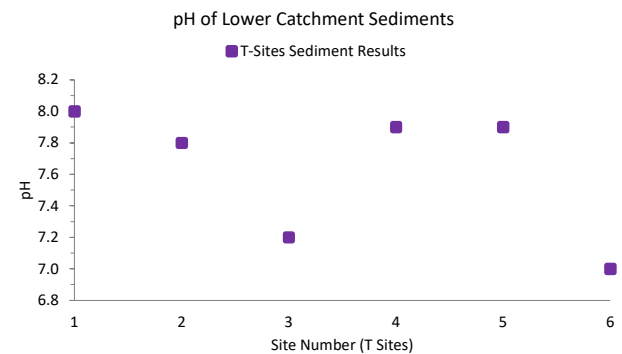 pH of Lower Catchment Sediments
T-Sites Sediment Results
8.2
8.0
7.8
7.6
7.4
7.2
7.0
6.8
pH
1 2 3 4 5 6
Site Number (T Sites)